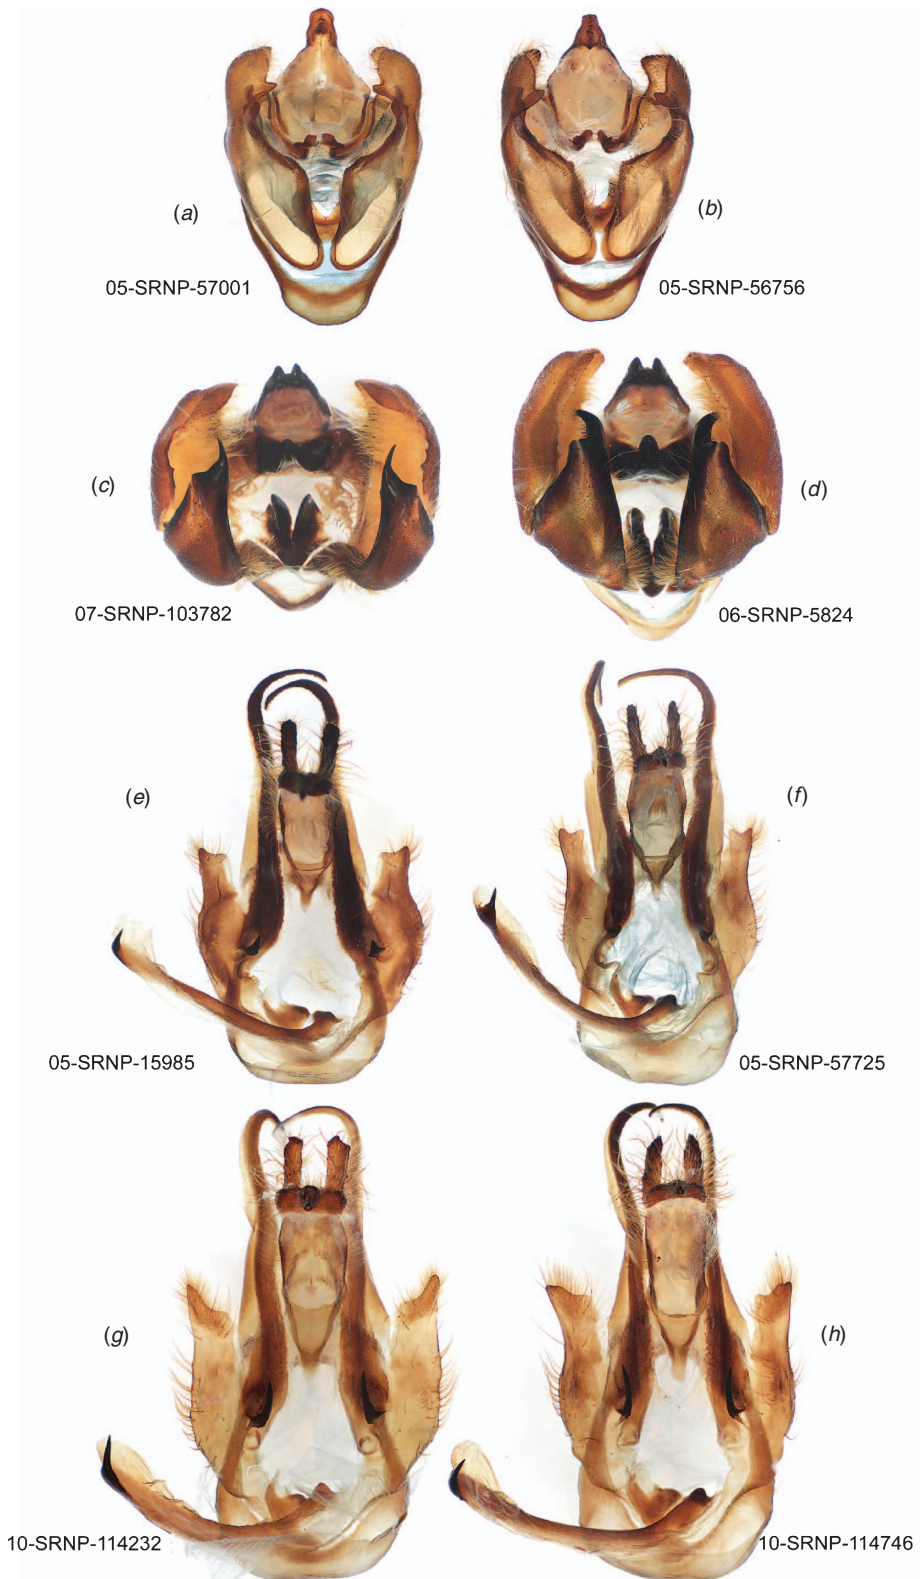 (a)
(b)
05-SRNP-57001
05-SRNP-56756
(c)
(d)
07-SRNP-103782
06-SRNP-5824
(e)
(f)
05-SRNP-15985
05-SRNP-57725
(g)
(h)
10-SRNP-114232
10-SRNP-114746